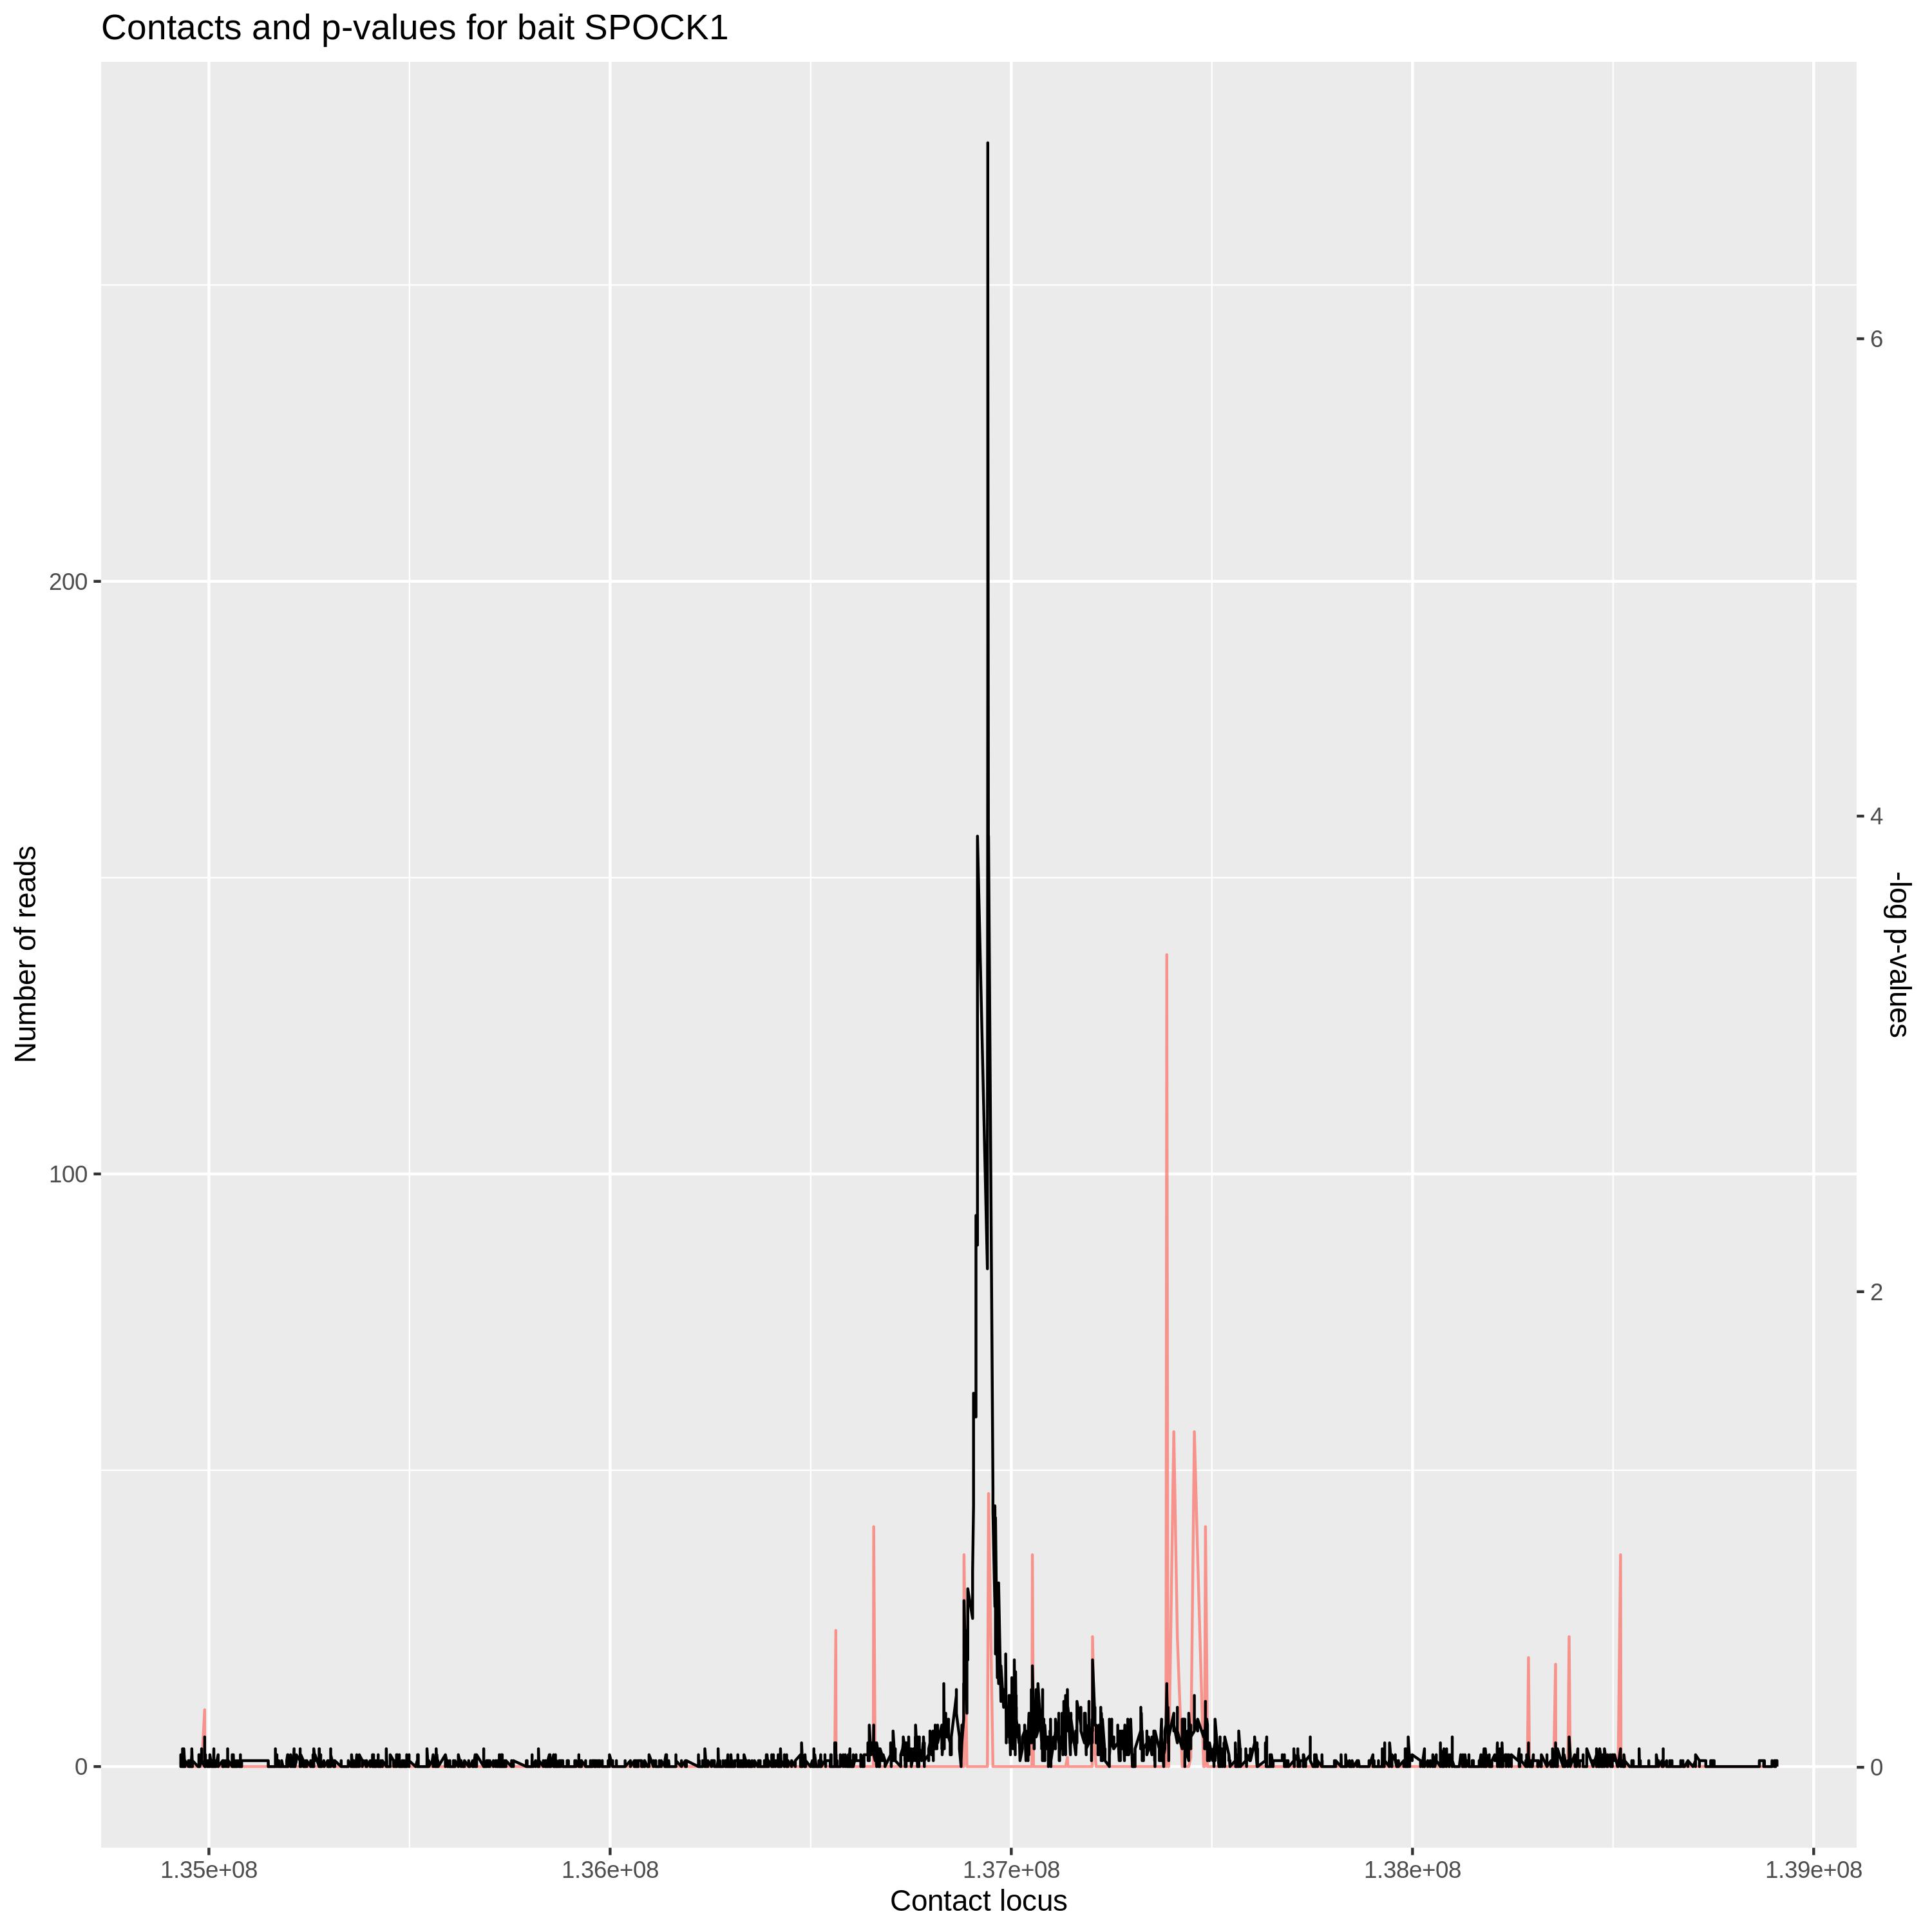 Contacts and p-values for bait SPOCK1
Number of reads
200
100
0
6
4
2
0
-log p-values
1.35e+08 1.36e+08 1.37e+08 1.38e+08 1.39e+08
Contact locus